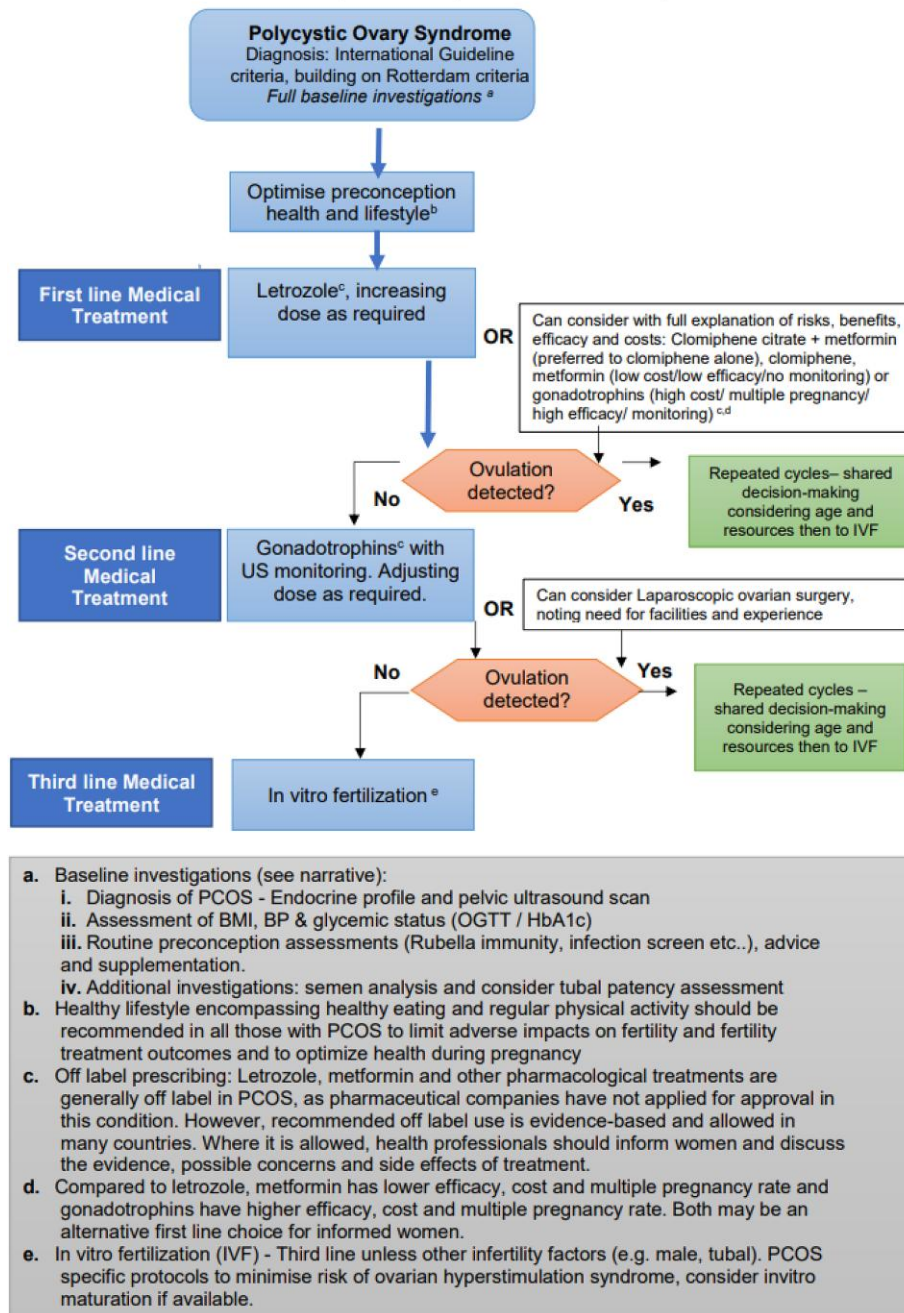 Polycystic Ovary Syndrome
Diagnosis: International Guideline
criteria, building on Rotterdam criteria
Full baseline investigations a
Optimise preconception
health and lifestyleb
First line Medical
Treatment
Letrozolec, increasing
dose as required
OR
Can consider with full explanation of risks, benefits,
efficacy and costs: Clomiphene citrate + metformin
(preferred to clomiphene alone), clomiphene,
metformin (low cost/low efficacy/no monitoring) or
gonadotrophins (high cost/ multiple pregnancy/
high efficacy/ monitoring) c,d
Ovulation
detected?
No
Yes
Repeated cycles– shared
decision-making
considering age and
resources then to IVF
Second line
Medical
Treatment
Gonadotrophinsc with
US monitoring. Adjusting
dose as required.
OR
Can consider Laparoscopic ovarian surgery,
noting need for facilities and experience
No
Ovulation
detected?
Yes
Repeated cycles –
shared decision-making
considering age and
resources then to IVF
Third line Medical
Treatment
In vitro fertilization e
a. Baseline investigations (see narrative):
i. Diagnosis of PCOS - Endocrine profile and pelvic ultrasound scan
ii. Assessment of BMI, BP & glycemic status (OGTT / HbA1c)
iii. Routine preconception assessments (Rubella immunity, infection screen etc..), advice
and supplementation.
iv. Additional investigations: semen analysis and consider tubal patency assessment
b. Healthy lifestyle encompassing healthy eating and regular physical activity should be
recommended in all those with PCOS to limit adverse impacts on fertility and fertility
treatment outcomes and to optimize health during pregnancy
c. Off label prescribing: Letrozole, metformin and other pharmacological treatments are
generally off label in PCOS, as pharmaceutical companies have not applied for approval in
this condition. However, recommended off label use is evidence-based and allowed in
many countries. Where it is allowed, health professionals should inform women and discuss
the evidence, possible concerns and side effects of treatment.
d. Compared to letrozole, metformin has lower efficacy, cost and multiple pregnancy rate and
gonadotrophins have higher efficacy, cost and multiple pregnancy rate. Both may be an
alternative first line choice for informed women.
e. In vitro fertilization (IVF) - Third line unless other infertility factors (e.g. male, tubal). PCOS
specific protocols to minimise risk of ovarian hyperstimulation syndrome, consider invitro
maturation if available.